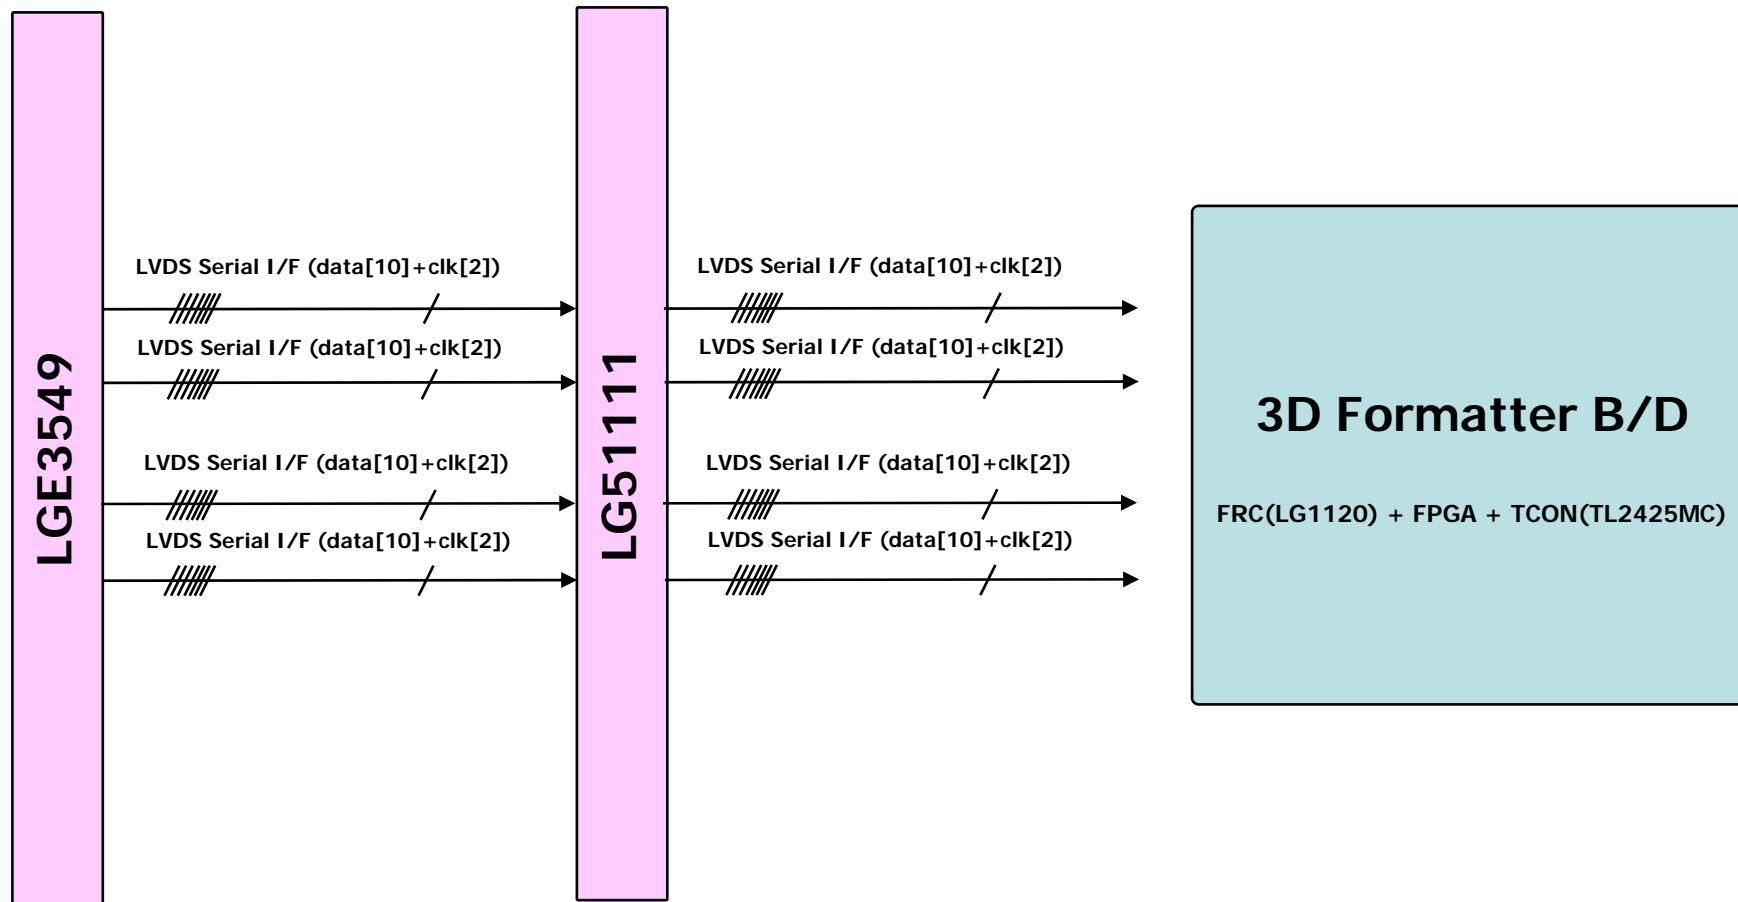 LGE3549
LVDS Serial I/F (data[10]+clk[2])
LVDS Serial I/F (data[10]+clk[2])
LVDS Serial I/F (data[10]+clk[2])
LVDS Serial I/F (data[10]+clk[2])
LG51111
LVDS Serial I/F (data[10]+clk[2])
LVDS Serial I/F (data[10]+clk[2])
LVDS Serial I/F (data[10]+clk[2])
LVDS Serial I/F (data[10]+clk[2])
3D Formatter B/D
FRC(LG1120) + FPGA + TCON(TL2425MC)